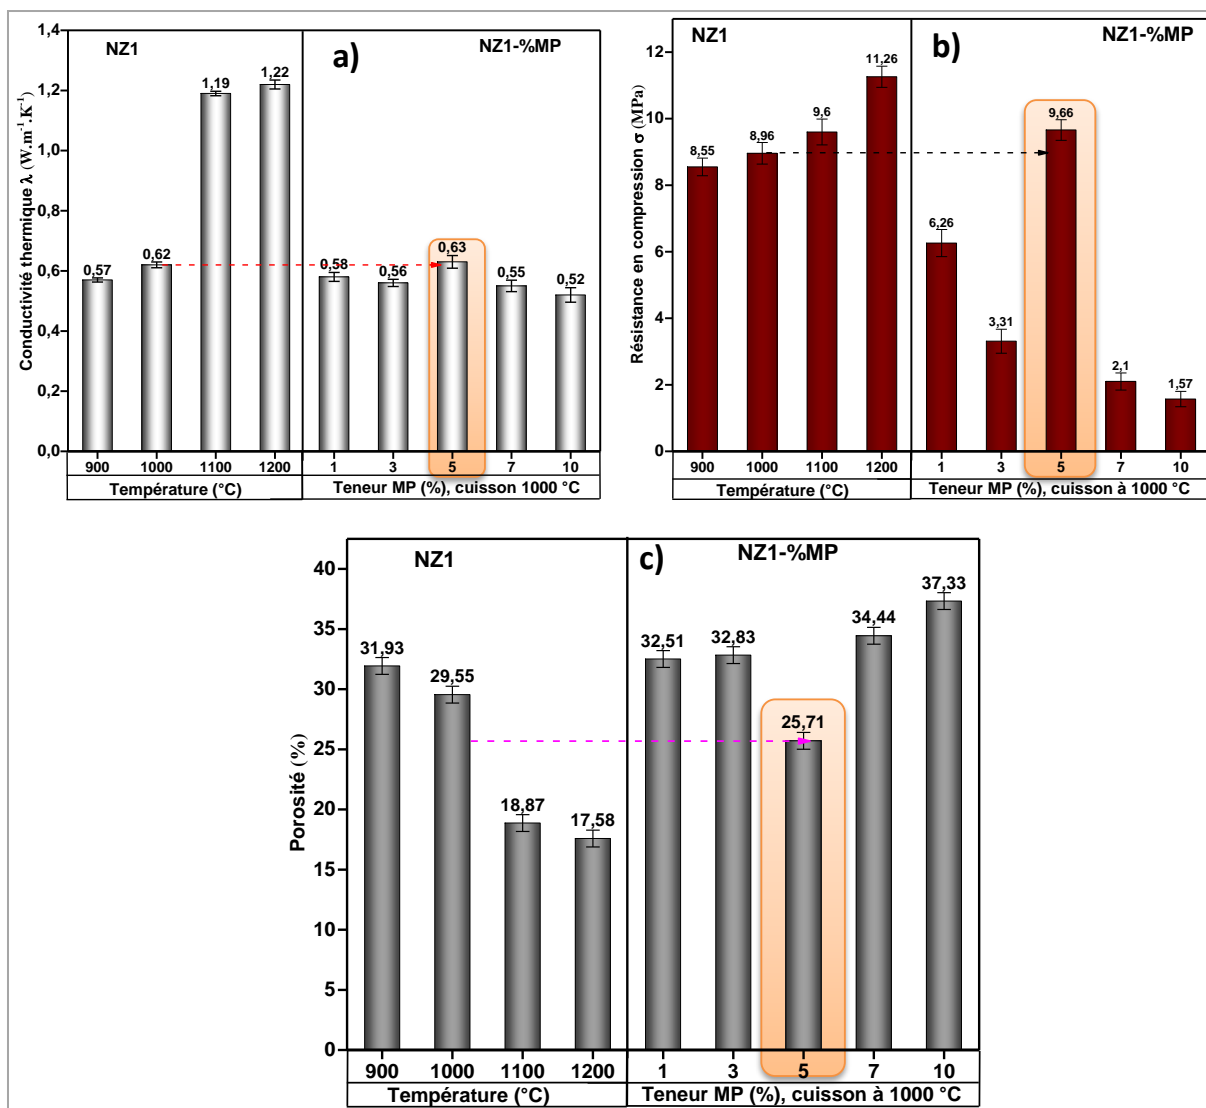 Conductivité thermique λ (W.m⁻¹.K⁻¹)
1,4
1,2
1,0
0,8
0,6
0,4
0,2
0,0
NZ1
a)
NZ1-%MP
0,57
0,62
1,19
1,22
0,58
0,56
0,63
0,55
0,52
900 1000 1100 1200 1 3 5 7 10
Température (°C) Teneur MP (%), cuisson 1000 °C
Résistance en compression σ (MPa)
12
10
8
6
4
2
0
NZ1
b)
NZ1-%MP
8,55
8,96
9,6
11,26
6,26
3,31
9,66
2,1
1,57
900 1000 1100 1200 1 3 5 7 10
Température (°C) Teneur MP (%), cuisson à 1000 °C
Porosité (%)
40
35
30
25
20
15
10
5
0
NZ1
c)
NZ1-%MP
31,93
29,55
18,87
17,58
32,51
32,83
25,71
34,44
37,33
900 1000 1100 1200 1 3 5 7 10
Température (°C) Teneur MP (%), cuisson à 1000 °C